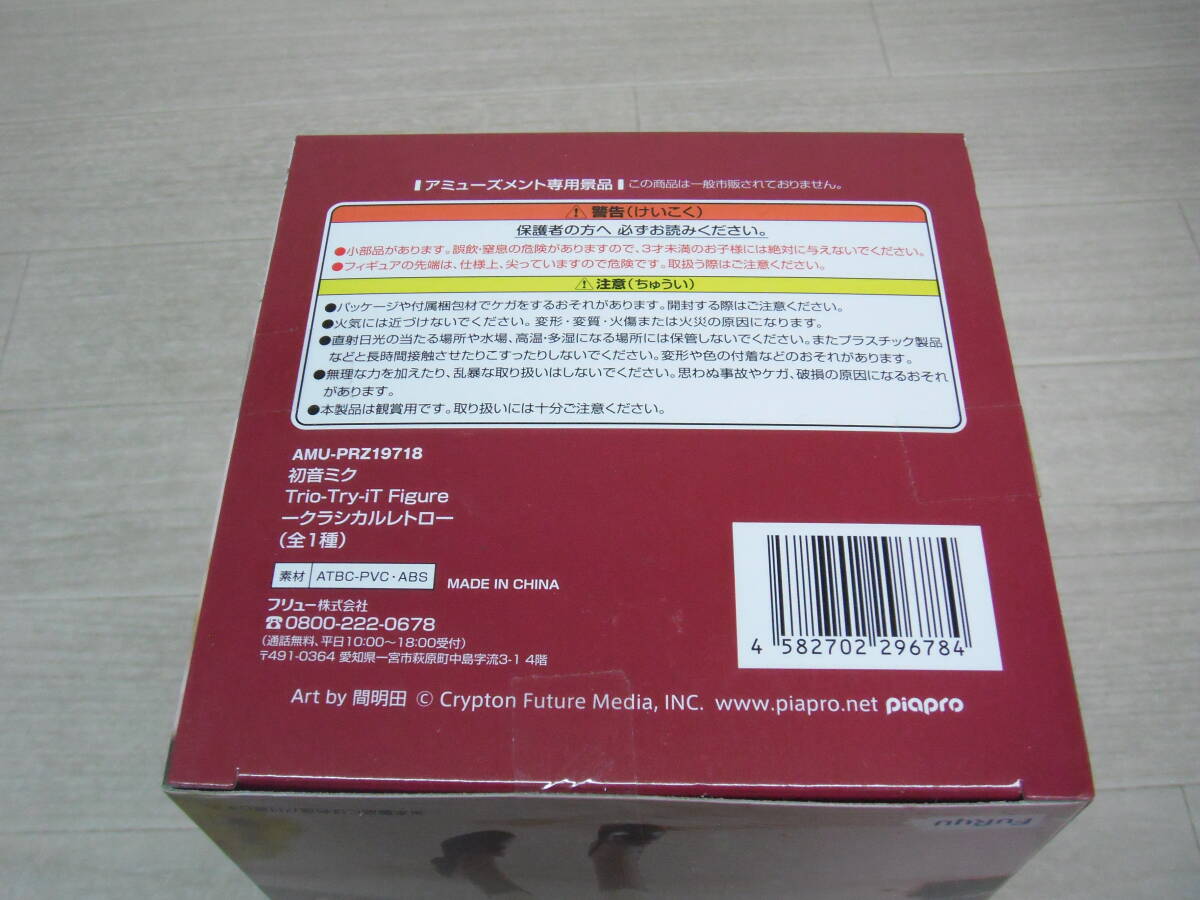 アミューズメント専用景品 この商品は一般市販されておりません。
⚠ 警告(けいこく)
保護者の方へ 必ずお読みください。
●小部品があります。誤飲・窒息の危険がありますので、3才未満のお子様には絶対に与えないでください。
●フィギュアの先端は、仕様上、尖っていますので危険です。取扱う際はご注意ください。
⚠ 注意(ちゅうい)
●パッケージや付属梱包材でケガをするおそれがあります。開封する際はご注意ください。
●火気には近づけないでください。変形・変質・火傷または火災の原因になります。
●直射日光の当たる場所や水場、高温・多湿になる場所には保管しないでください。またプラスチック製品
などと長時間接触させたりこすったりしないでください。変形や色の付着などのおそれがあります。
●無理な力を加えたり、乱暴な取り扱いはしないでください。思わぬ事故やケガ、破損の原因になるおそれ
があります。
●本製品は観賞用です。取り扱いには十分ご注意ください。
AMU-PRZ19718
初音ミク
Trio-Try-iT Figure
ークラシカルレトロー
(全1種)
素材 ATBC-PVC・ABS MADE IN CHINA
フリュー株式会社
☎0800-222-0678
(通話無料、平日10:00〜18:00受付)
〒491-0364 愛知県一宮市萩原町中島字流3-1 4階
4 582702 296784
Art by 間明田 © Crypton Future Media, INC. www.piapro.net piapro
FuRyu